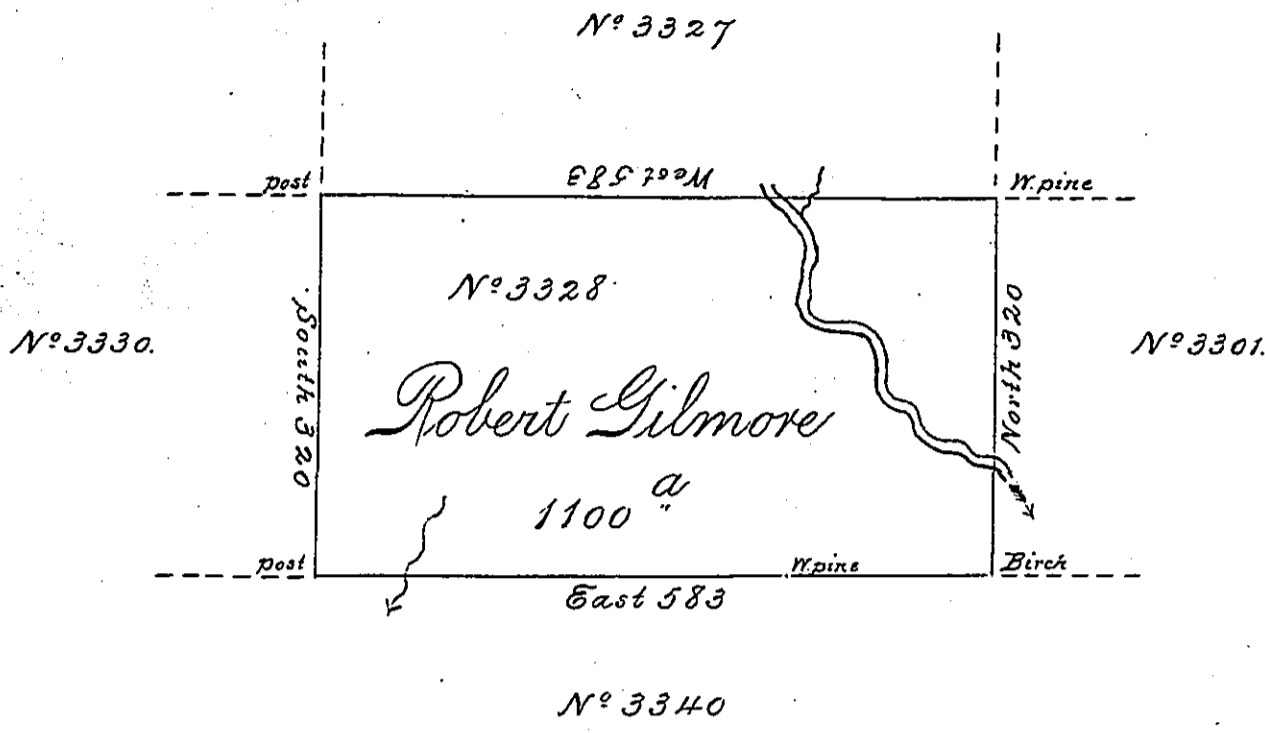 Nº 3327
post
West 583
W. pine
Nº 3328
Nº 3330.
South 320
North 320
Nº 3301.
Robert Gilmore
1100 a
post
W. pine
Birch
East 583
Nº 3340